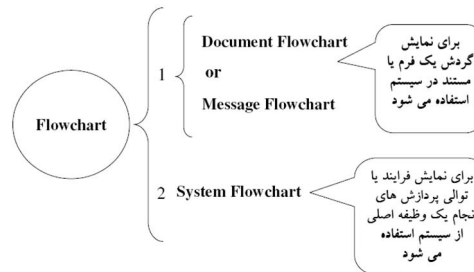 Flowchart
1
Document Flowchart
or
Message Flowchart
برای نمایش
گردش یک فرم یا
مستند در سیستم
استفاده می شود
2 System Flowchart
برای نمایش فرایند یا
توالی پردازش های
نجام یک وظیفه اصلی
از سیستم استفاده
می شود